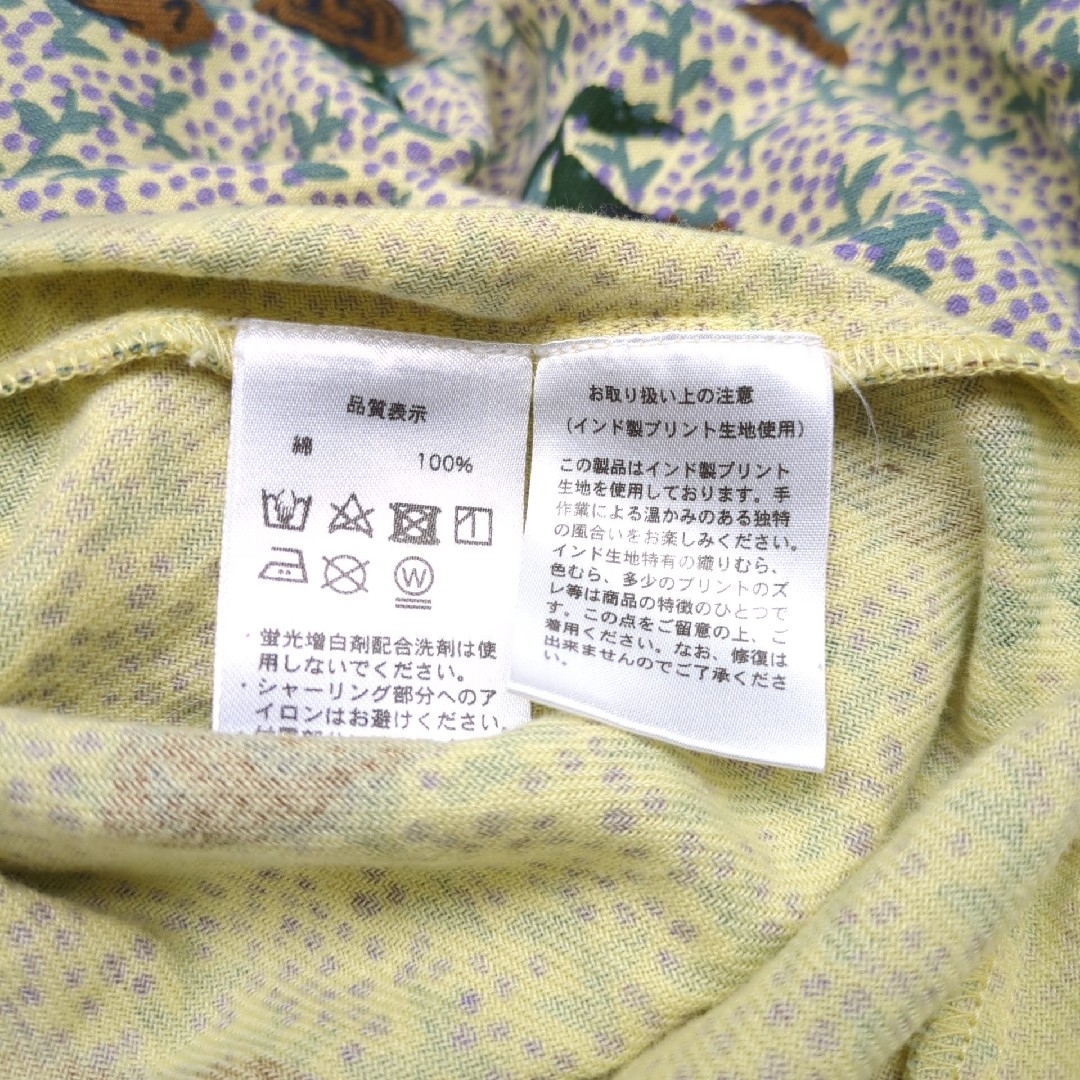 品質表示
綿 100%
W
・蛍光増白剤配合洗剤は使
用しないでください。
・シャーリング部分へのア
イロンはお避けください
お取り扱い上の注意
（インド製プリント生地使用）
この製品はインド製プリント
生地を使用しております。手
作業による温かみのある独特
の風合いをお楽しみください。
インド生地特有の織りむら、
色むら、多少のプリントのズ
レ等は商品の特徴のひとつで
す。この点をご留意の上、ご
着用ください。なお、修復は
出来ませんのでご了承くださ
い。